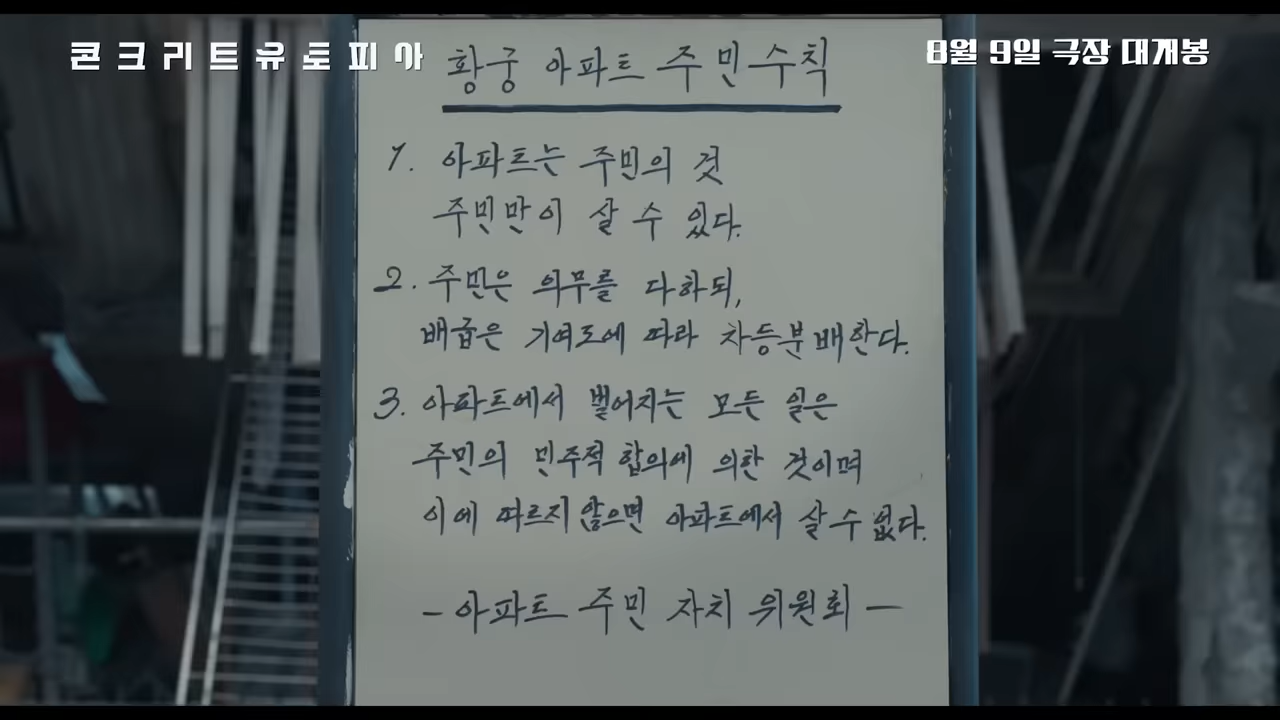 콘크리트유토피아
8월 9일 극장 대개봉
황궁 아파트 주민수칙
1. 아파트는 주민의 것
주민만이 살 수 있다.
2. 주민은 의무를 다하되,
배급은 기여도에 따라 차등분배한다.
3. 아파트에서 벌어지는 모든 일은
주민의 민주적 합의에 의한 것이며
이에 따르지 않으면 아파트에서 살 수 없다.
- 아파트 주민 자치 위원회 -